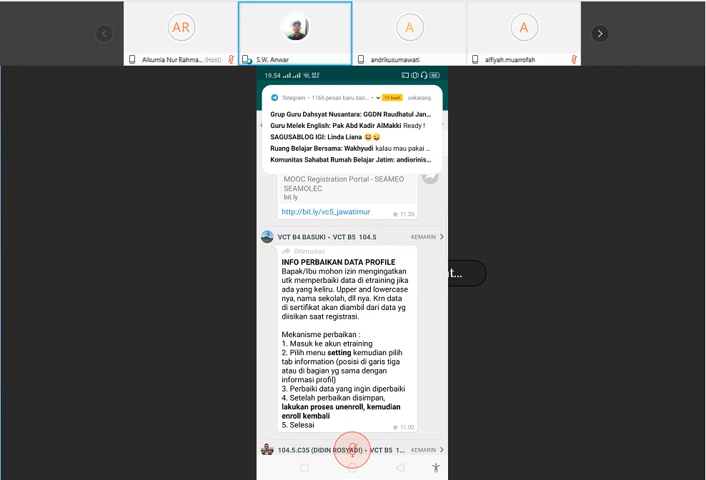 AR
A
A
Alkurnia Nur Rahma... (Host)
S.W. Anwar
andrikusumawati
alfiyah.muarrofah
19.54
Telegram • 1165 pesan baru dari... • 11 buah sekarang
Grup Guru Dahsyat Nusantara: GGDN Raudhatul Jan...
Guru Melek English: Pak Abd Kadir AlMakki Ready !
SAGUSABLOG IGI: Linda Liana 😂😜
Ruang Belajar Bersama: Wakhyudi kalau mau pakai ...
Komunitas Sahabat Rumah Belajar Jatim: andiorinis...
MOOC Registration Portal - SEAMEO
SEAMOLEC
bit.ly
http://bit.ly/vc5_jawatimur
★ 11.35
VCT B4 BASUKI • VCT B5 104.5 KEMARIN
Diteruskan
INFO PERBAIKAN DATA PROFILE
Bapak/Ibu mohon izin mengingatkan
utk memperbaiki data di etraining jika
ada yang keliru. Upper and lowercase
nya, nama sekolah, dll nya. Krn data
di sertifikat akan diambil dari data yg
diisikan saat registrasi.
Mekanisme perbaikan :
1. Masuk ke akun etraining
2. Pilih menu setting kemudian pilih
tab information (posisi di garis tiga
atau di bagian yg sama dengan
informasi profil)
3. Perbaiki data yang ingin diperbaiki
4. Setelah perbaikan disimpan,
lakukan proses unenroll, kemudian
enroll kembali
5. Selesai
★ 11.02
104.5.C35 (DIDIN ROSYADI) • VCT B5 1... KEMARIN